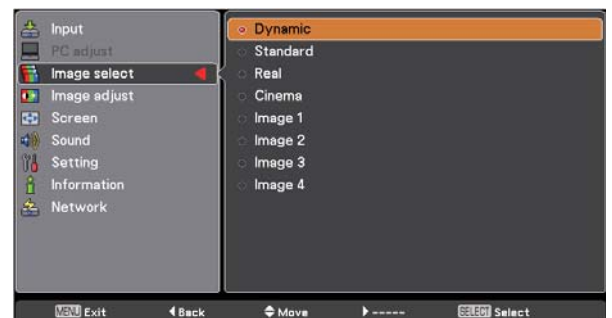 Input
PC adjust
Image select
Image adjust
Screen
Sound
Setting
Information
Network
Dynamic
Standard
Real
Cinema
Image 1
Image 2
Image 3
Image 4
MENU Exit Back Move ----- SELECT Select